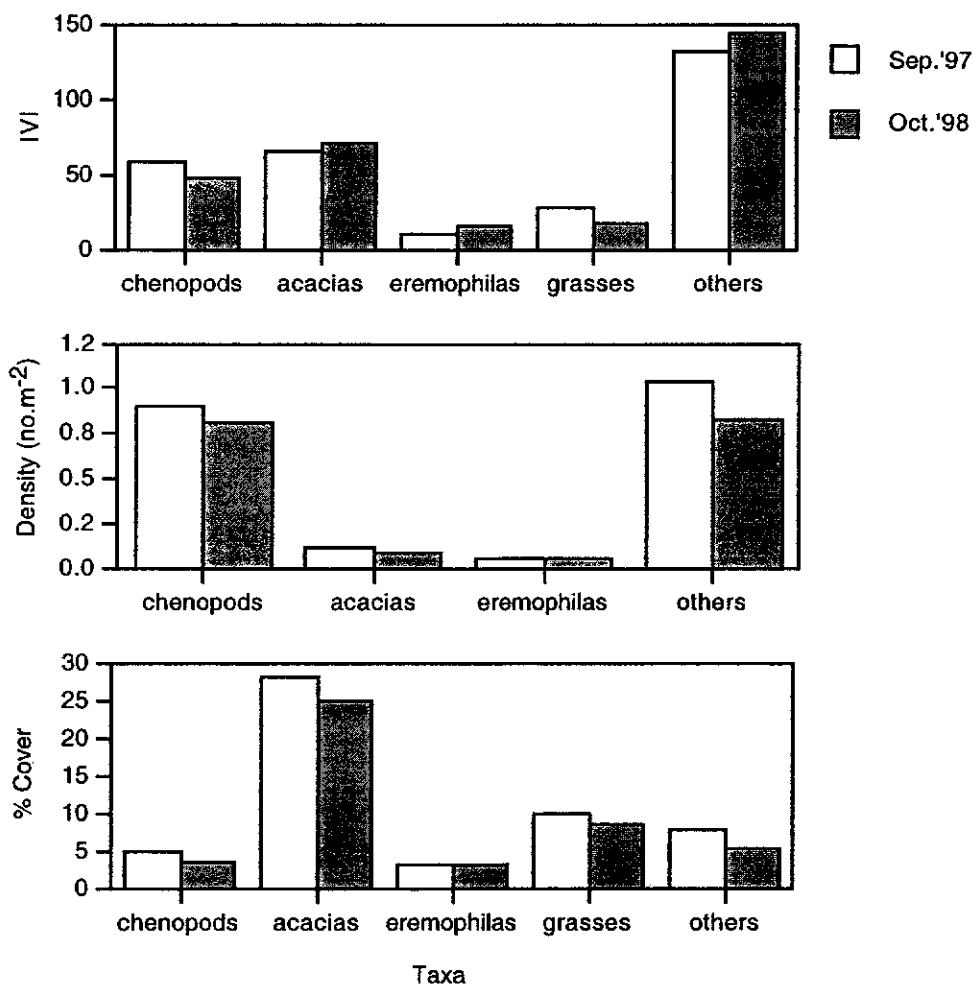 150
100
50
0
IVI
chenopods acacias eremophilas grasses others
Sep.'97
Oct.'98
1.2
1.0
0.8
0.5
0.2
0.0
Density (no.m⁻²)
chenopods acacias eremophilas others
30
25
20
15
10
5
0
% Cover
chenopods acacias eremophilas grasses others
Taxa